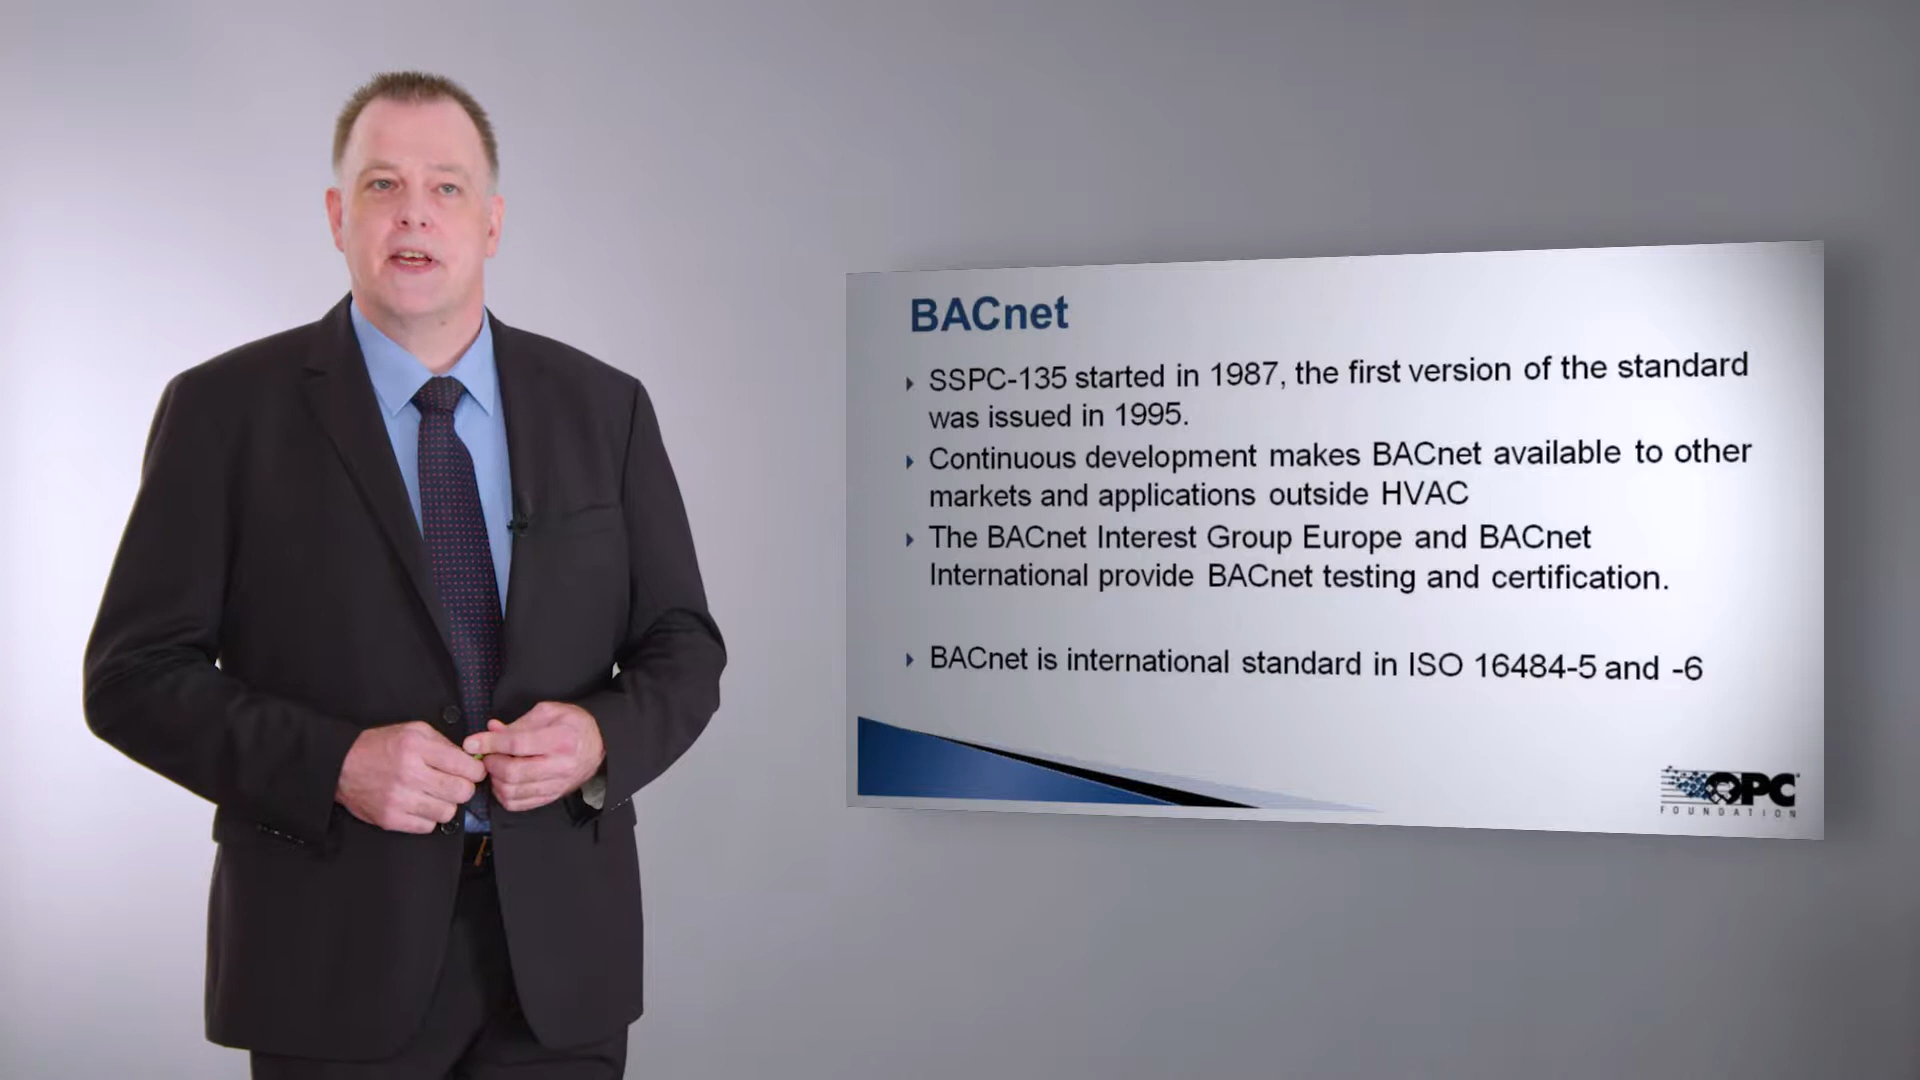 BACnet
SSPC-135 started in 1987, the first version of the standard
was issued in 1995.
Continuous development makes BACnet available to other
markets and applications outside HVAC
The BACnet Interest Group Europe and BACnet
International provide BACnet testing and certification.
BACnet is international standard in ISO 16484-5 and -6
OPC
FOUNDATION